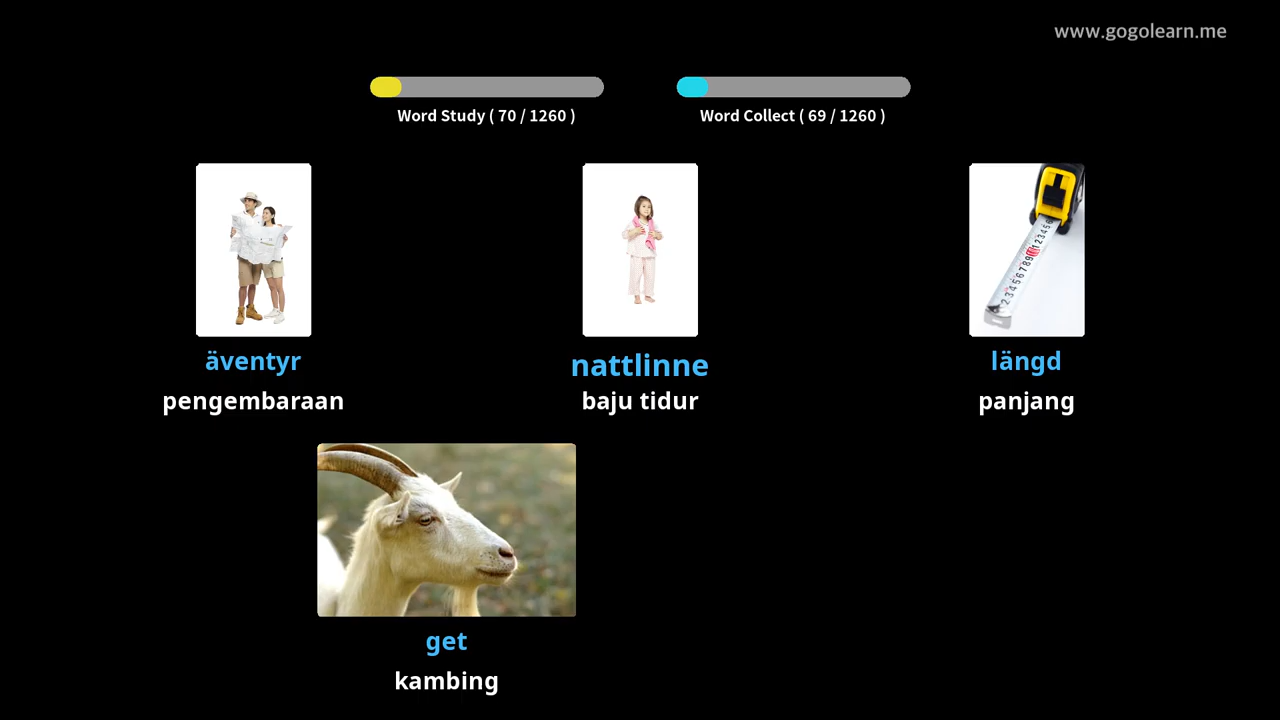 www.gogolearn.me
Word Study ( 70 / 1260 )
Word Collect ( 69 / 1260 )
äventyr
pengembaraan
nattlinne
baju tidur
längd
panjang
get
kambing